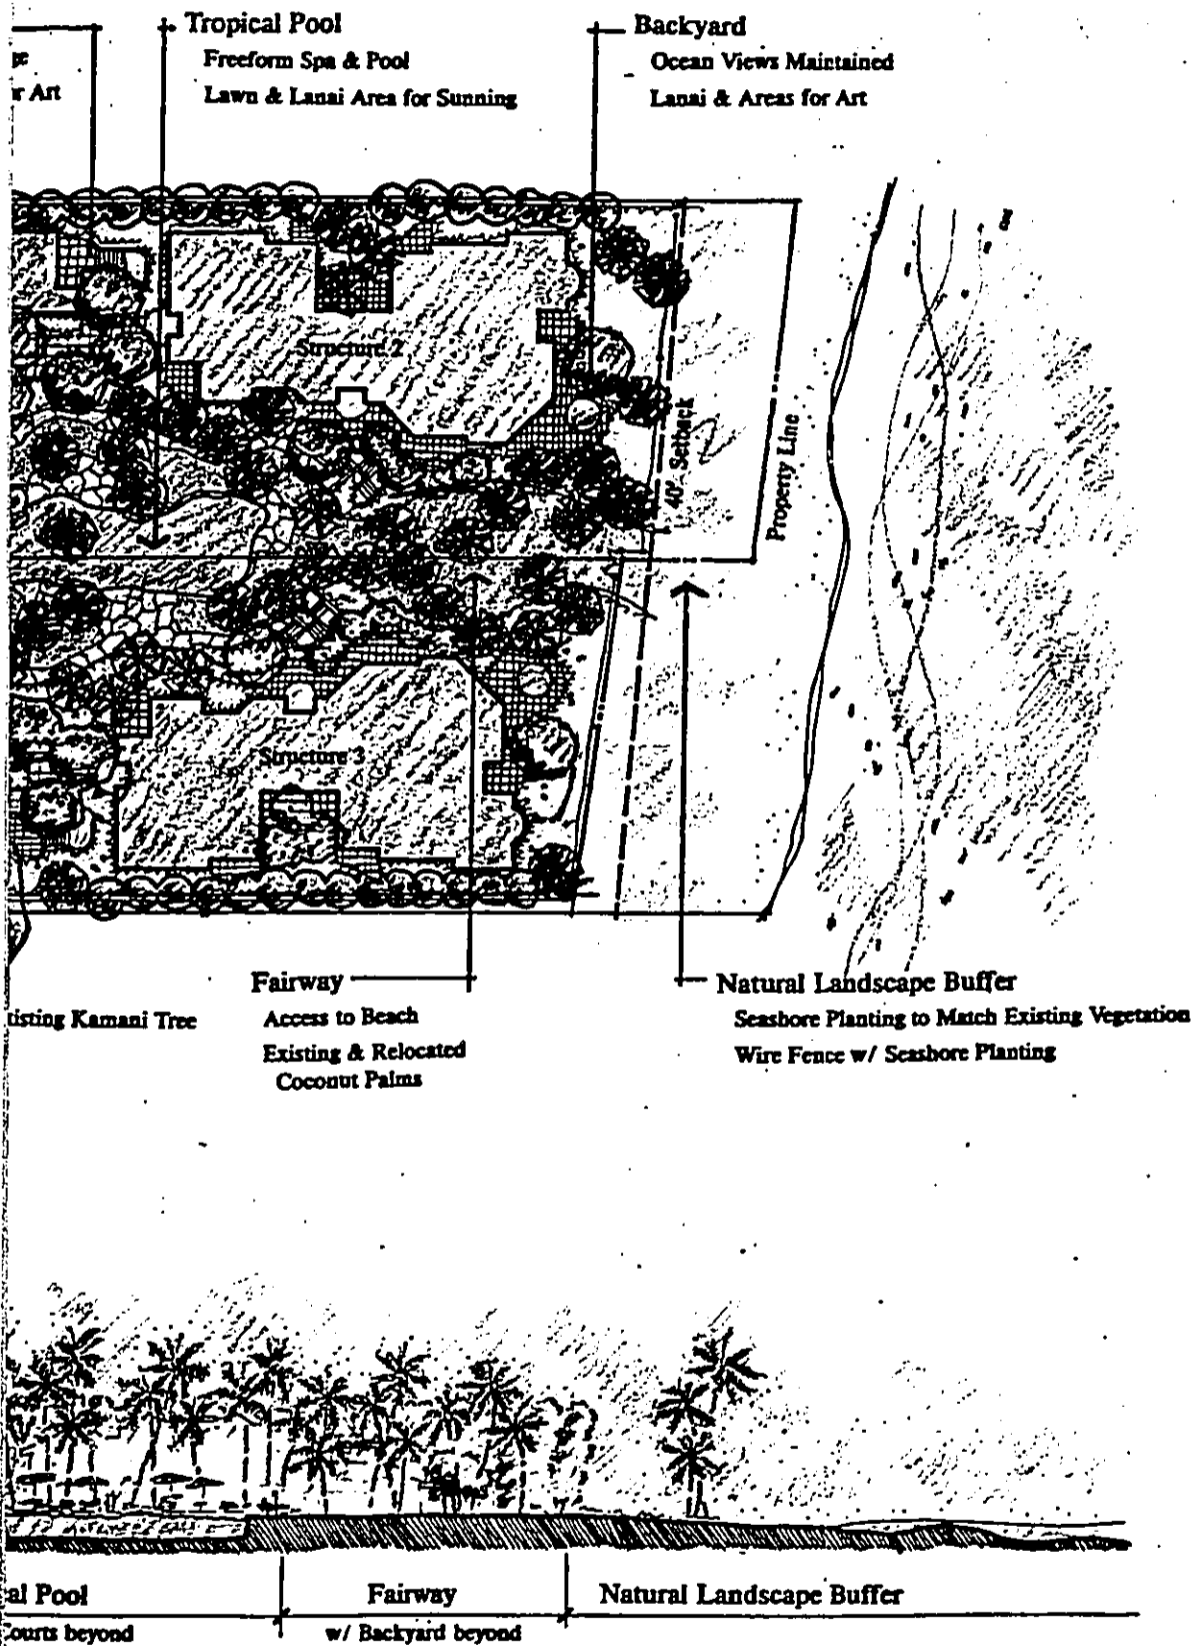 Tropical Pool
Freeform Spa & Pool
Lawn & Lanai Area for Sunning
Backyard
Ocean Views Maintained
Lanai & Areas for Art
r Art
Structure 2
40' Setback
Property Line
Structure 3
Fairway
Access to Beach
Existing & Relocated
Coconut Palms
Natural Landscape Buffer
Seashore Planting to Match Existing Vegetation
Wire Fence w/ Seashore Planting
isting Kamani Tree
al Pool
Courts beyond
Fairway
w/ Backyard beyond
Natural Landscape Buffer